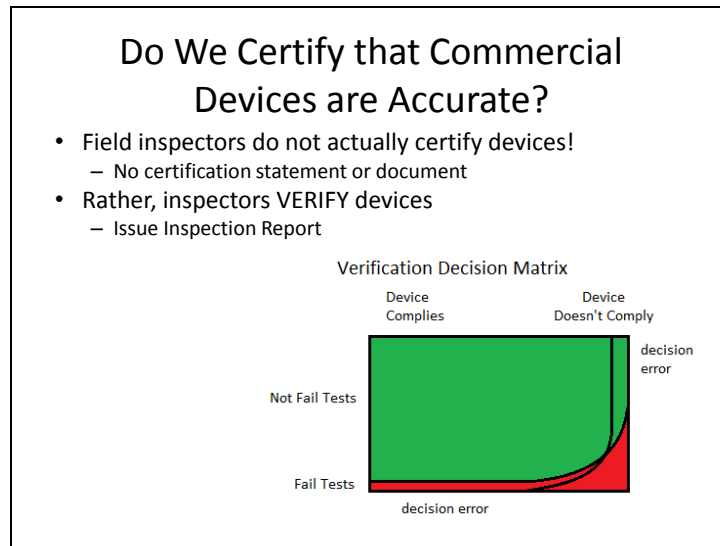 Do We Certify that Commercial
Devices are Accurate?
• Field inspectors do not actually certify devices!
– No certification statement or document
• Rather, inspectors VERIFY devices
– Issue Inspection Report
Verification Decision Matrix
Device
Complies
Device
Doesn't Comply
decision
error
Not Fail Tests
Fail Tests
decision error